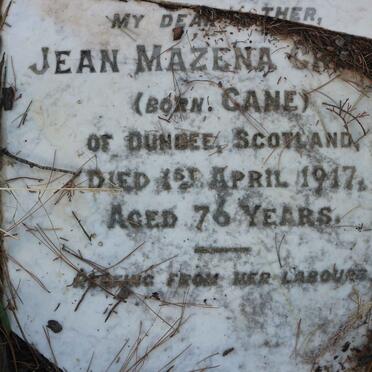 MY DEAR
JEAN MAZENA
(BORN CANE)
OF DUNDEE, SCOTLAND,
DIED 1ST APRIL 1917,
AGED 76 YEARS.
RESTING FROM HER LABOURS